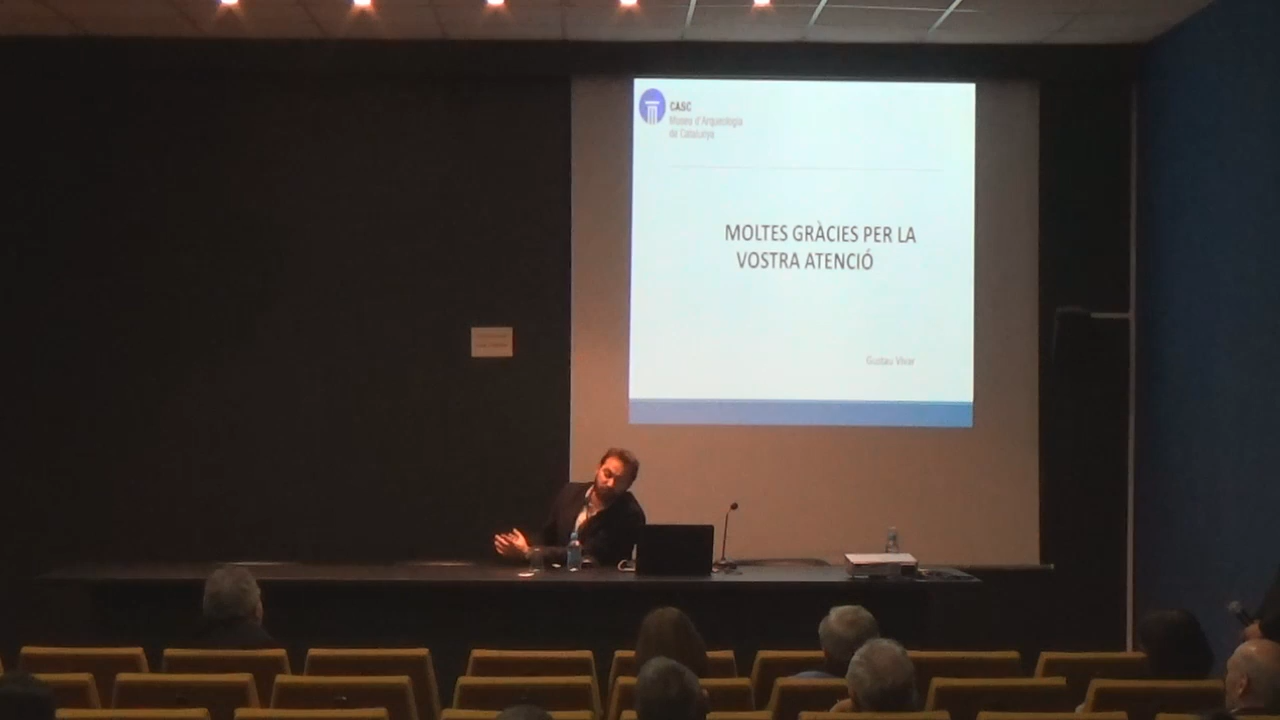 CASC
Museu d'Arqueologia
de Catalunya
MOLTES GRÀCIES PER LA
VOSTRA ATENCIÓ
Gustau Vivar